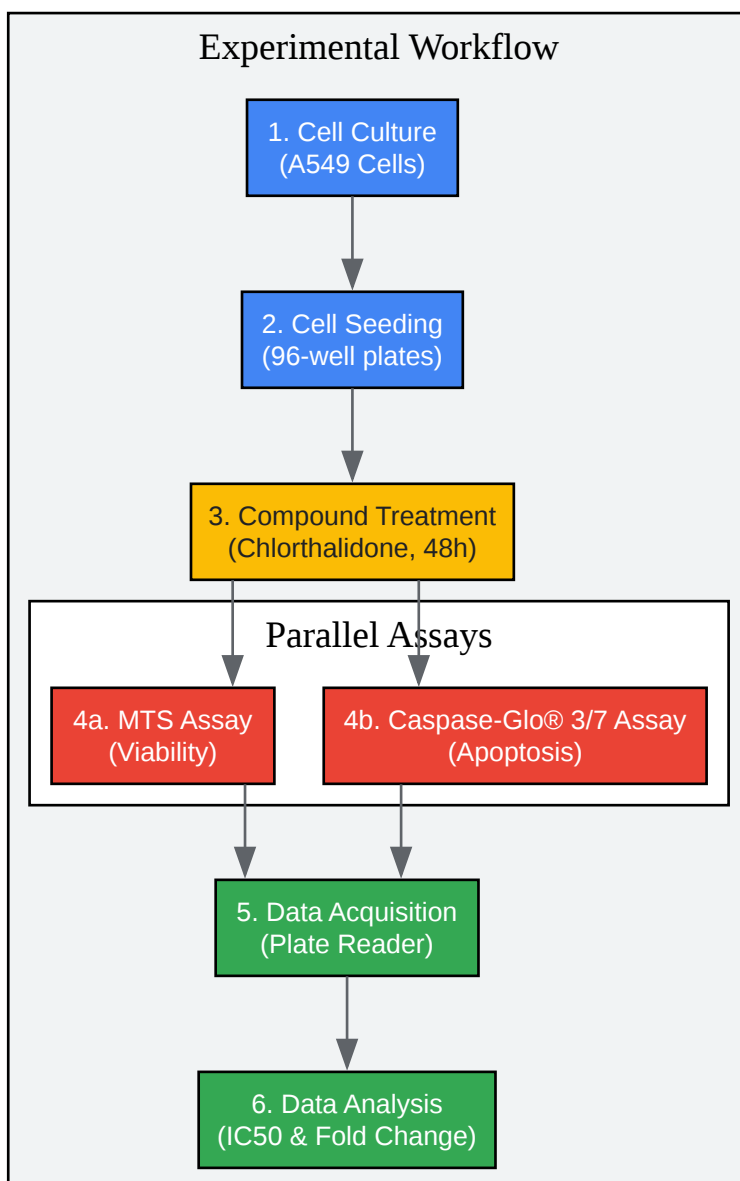 Experimental Workflow
1. Cell Culture
(A549 Cells)
2. Cell Seeding
(96-well plates)
3. Compound Treatment
(Chlorthalidone, 48h)
Parallel Assays
4a. MTS Assay
(Viability)
4b. Caspase-Glo® 3/7 Assay
(Apoptosis)
5. Data Acquisition
(Plate Reader)
6. Data Analysis
(IC50 & Fold Change)